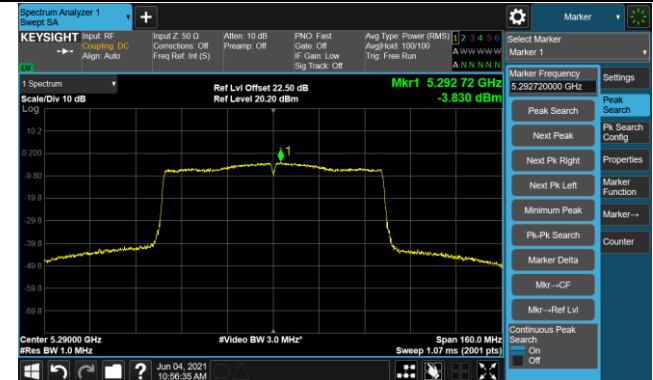 Spectrum Analyzer 1
Swept SA
+
Marker
KEYSIGHT
Input: RF
Coupling: DC
Align: Auto
Input Z: 50 Ω
Corrections: Off
Freq Ref: Int (S)
Atten: 10 dB
Preamp: Off
PNO: Fast
Gate: Off
IF Gain: Low
Sig Track: Off
Avg Type: Power (RMS)
Avg|Hold: 100/100
Trig: Free Run
1 2 3 4 5 6
A W W W W W
A N N N N N
Select Marker
Marker 1
1 Spectrum
Scale/Div 10 dB
Log
Ref Lvl Offset 22.50 dB
Ref Level 20.20 dBm
Mkr1 5.292 72 GHz
-3.830 dBm
10.2
0.200
-9.80
-19.8
-29.8
-39.8
-49.8
-59.8
-69.8
1
Center 5.29000 GHz
#Res BW 1.0 MHz
#Video BW 3.0 MHz*
Span 160.0 MHz
Sweep 1.07 ms (2001 pts)
Marker Frequency
5.292720000 GHz
Peak Search
Next Peak
Next Pk Right
Next Pk Left
Minimum Peak
Pk-Pk Search
Marker Delta
Mkr→CF
Mkr→Ref Lvl
Continuous Peak
Search
On
Off
Settings
Peak
Search
Pk Search
Config
Properties
Marker
Function
Marker→
Counter
?
Jun 04, 2021
10:56:35 AM